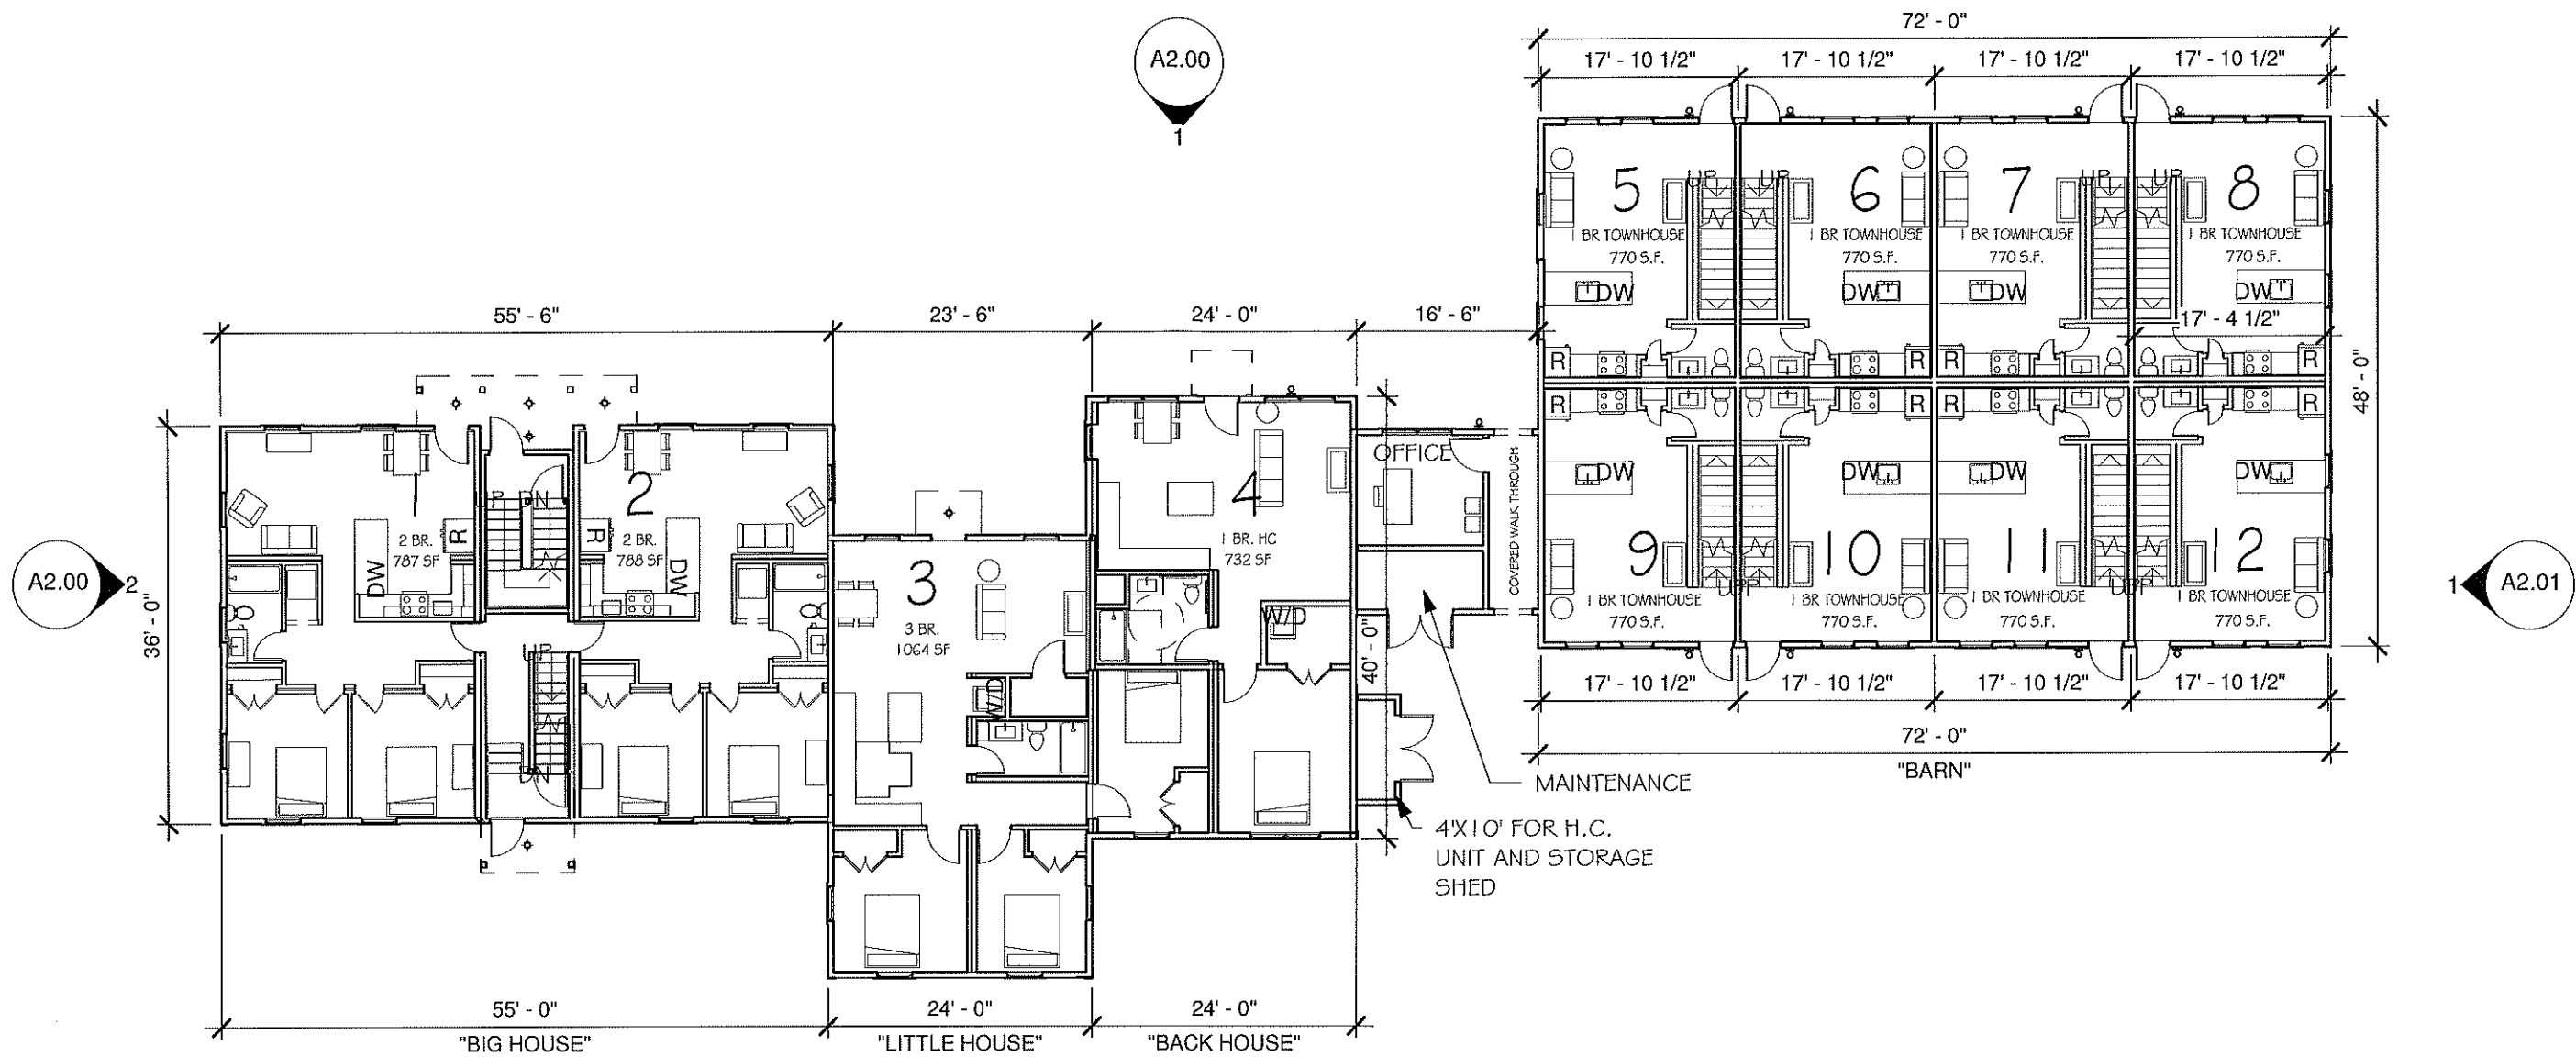 72' - 0"
17' - 10 1/2" 17' - 10 1/2" 17' - 10 1/2" 17' - 10 1/2"
A2.00
1
5 UP UP 6 7 UP UP 8
1 BR TOWNHOUSE 1 BR TOWNHOUSE 1 BR TOWNHOUSE 1 BR TOWNHOUSE
770 S.F. 770 S.F. 770 S.F. 770 S.F.
DW DW DW DW
17' - 4 1/2"
R R R R
48' - 0"
R R R R
DW DW DW DW
9 10 11 12
UP UP
1 BR TOWNHOUSE 1 BR TOWNHOUSE 1 BR TOWNHOUSE 1 BR TOWNHOUSE
770 S.F. 770 S.F. 770 S.F. 770 S.F.
17' - 10 1/2" 17' - 10 1/2" 17' - 10 1/2" 17' - 10 1/2"
72' - 0"
"BARN"
55' - 6" 23' - 6" 24' - 0" 16' - 6"
36' - 0"
A2.00 2
1 UP DN 2
2 BR.
787 SF
R
DW
2 BR.
788 SF
R
DW
UP
DN
3
3 BR.
1064 SF
W/D
4
1 BR. HC
732 SF
W/D
OFFICE
COVERED WALK THROUGH
40' - 0"
1 A2.01
MAINTENANCE
4'X10' FOR H.C.
UNIT AND STORAGE
SHED
55' - 0" 24' - 0" 24' - 0"
"BIG HOUSE" "LITTLE HOUSE" "BACK HOUSE"